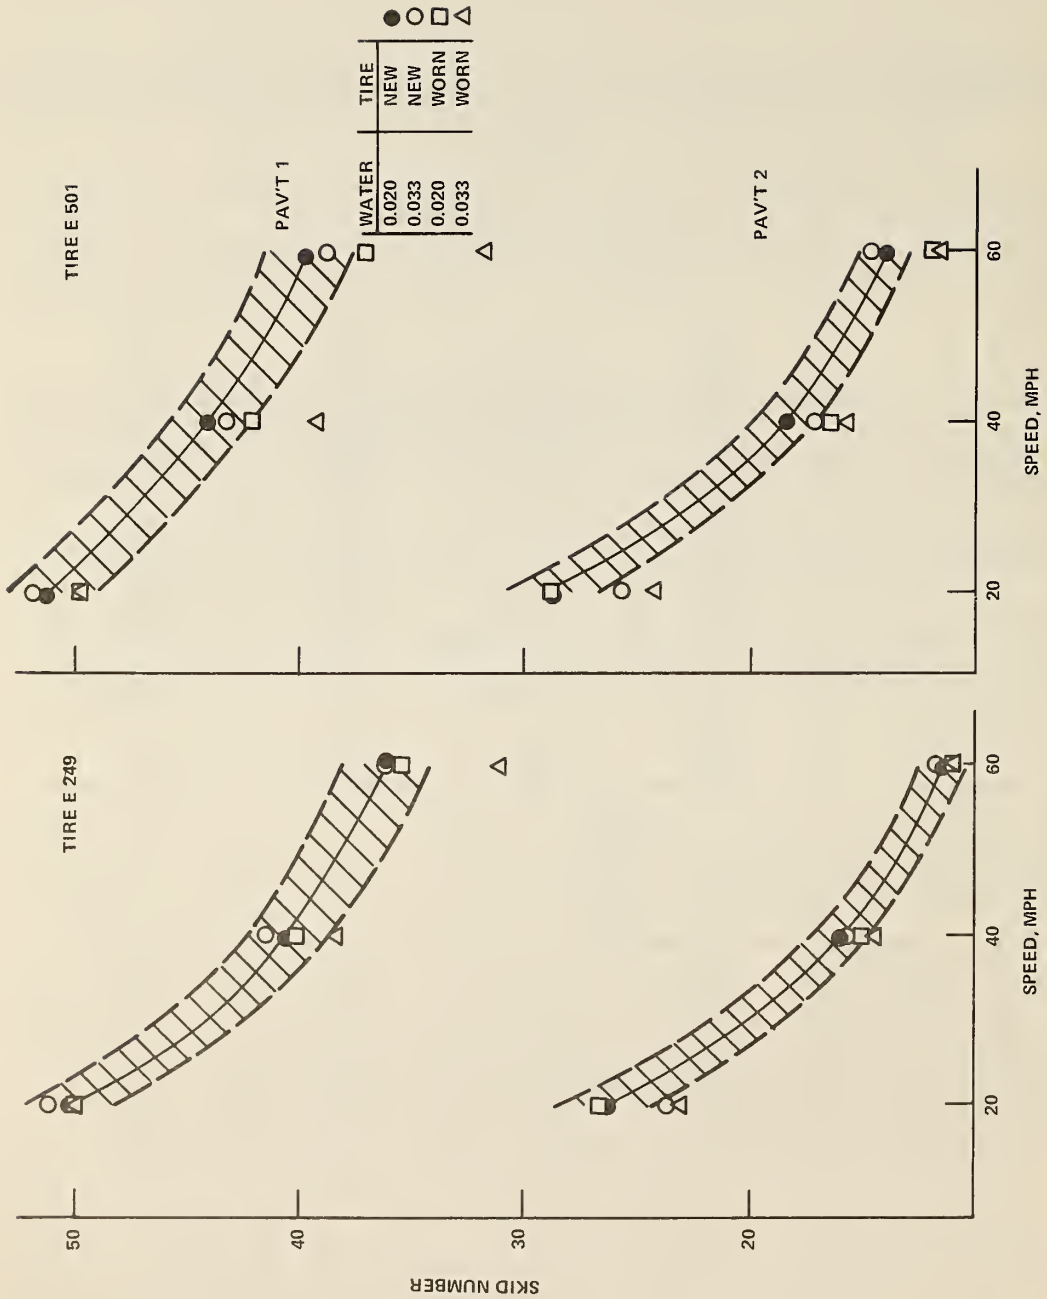 TIRE E 249
TIRE E 501
PAV'T 1
WATER TIRE
0.020 NEW
0.033 NEW
0.020 WORN
0.033 WORN
PAV'T 2
SKID NUMBER
50
40
30
20
20 40 60
SPEED, MPH
20 40 60
SPEED, MPH